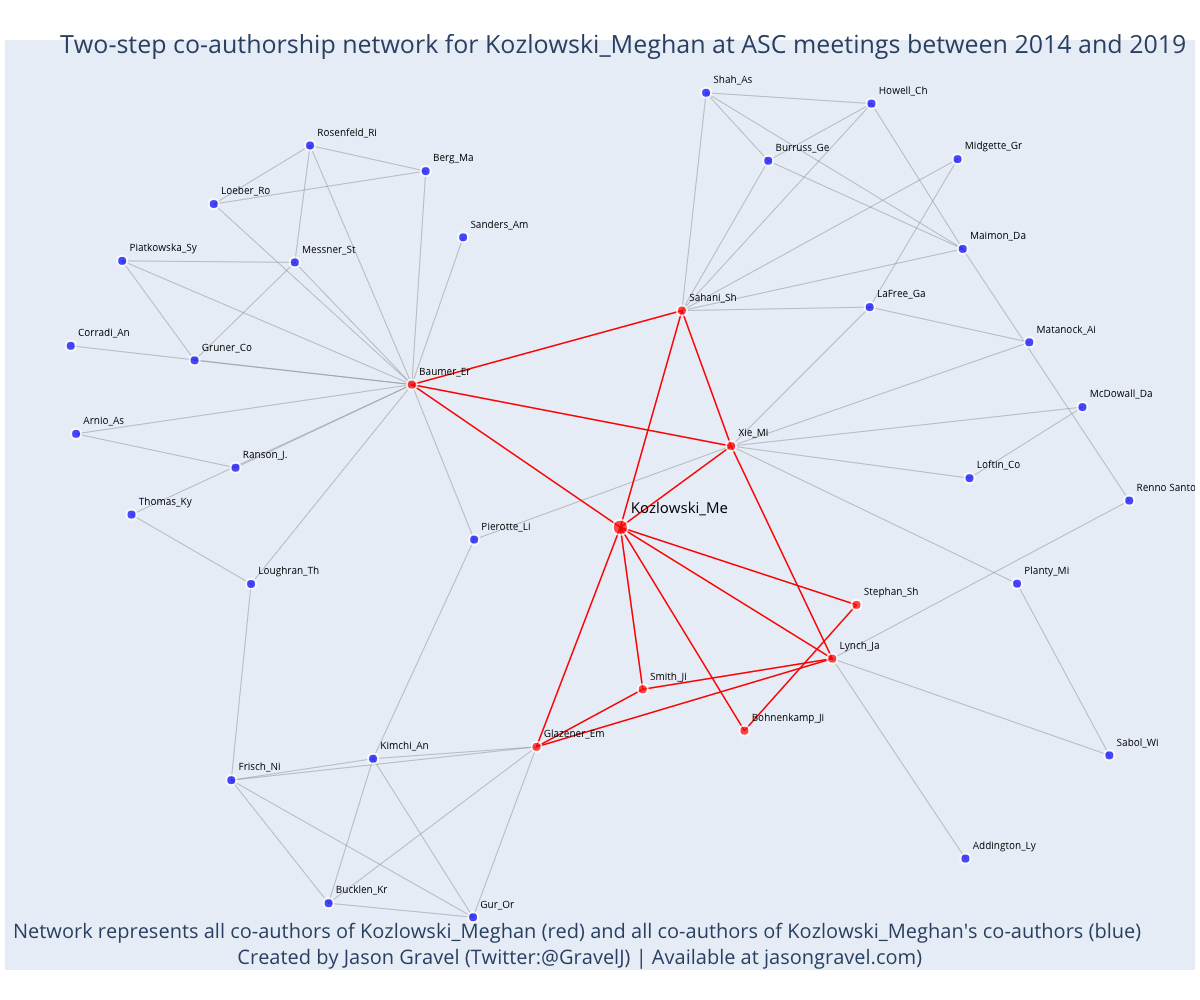 Two-step co-authorship network for Kozlowski_Meghan at ASC meetings between 2014 and 2019
Shah_As
Howell_Ch
Rosenfeld_Ri
Burruss_Ge
Midgette_Gr
Berg_Ma
Loeber_Ro
Sanders_Am
Maimon_Da
Piatkowska_Sy
Messner_St
Sahani_Sh
LaFree_Ga
Corradi_An
Gruner_Co
Matanock_Ai
Baumer_Er
McDowall_Da
Arnio_As
Xie_Mi
Ranson_J.
Loftin_Co
Thomas_Ky
Kozlowski_Me
Renno Santo
Pierotte_Li
Loughran_Th
Planty_Mi
Stephan_Sh
Lynch_Ja
Smith_Ji
Bohnenkamp_Ji
Glazener_Em
Kimchi_An
Sabol_Wi
Frisch_Ni
Addington_Ly
Bucklen_Kr
Gur_Or
Network represents all co-authors of Kozlowski_Meghan (red) and all co-authors of Kozlowski_Meghan's co-authors (blue)
Created by Jason Gravel (Twitter:@GravelJ) | Available at jasongravel.com)